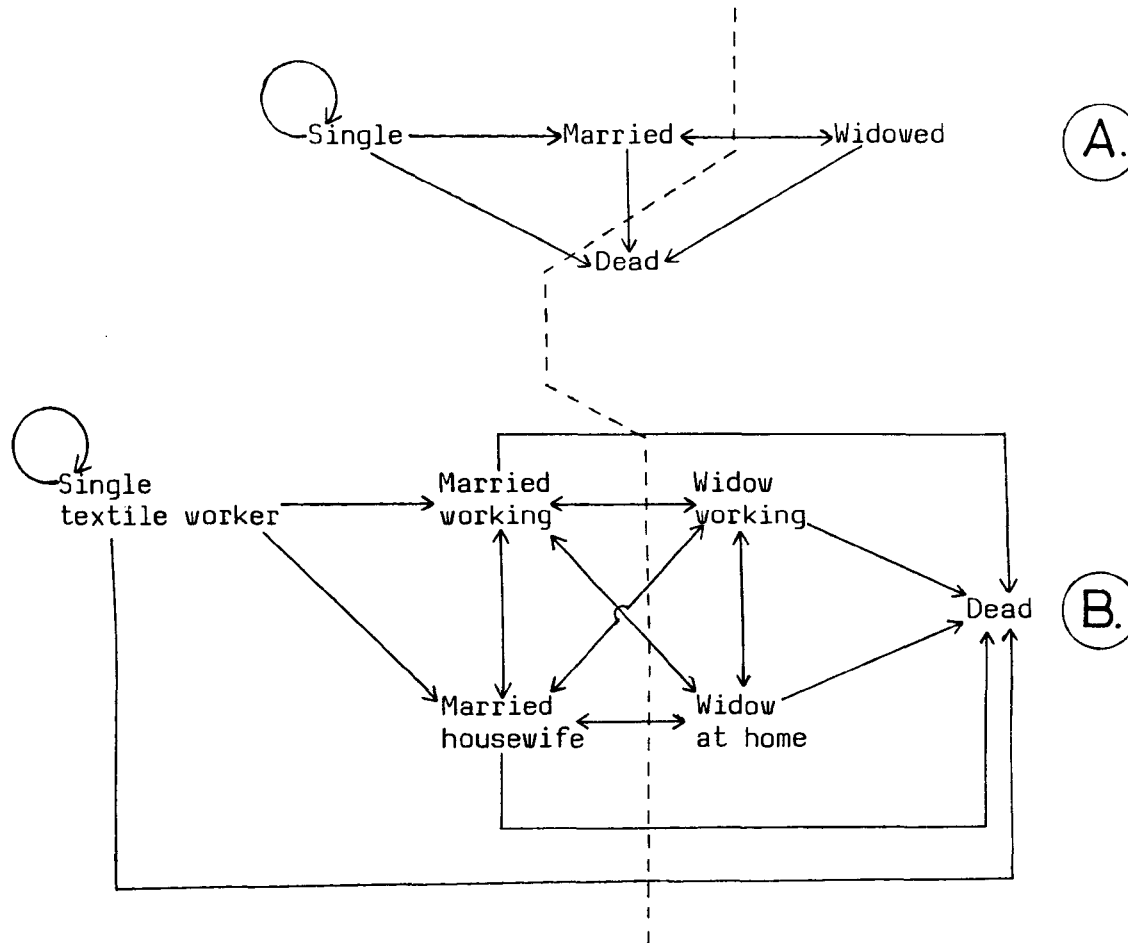 Single
Married
Widowed
A.
Dead
Single
textile worker
Married
working
Widow
working
Dead
B.
Married
housewife
Widow
at home